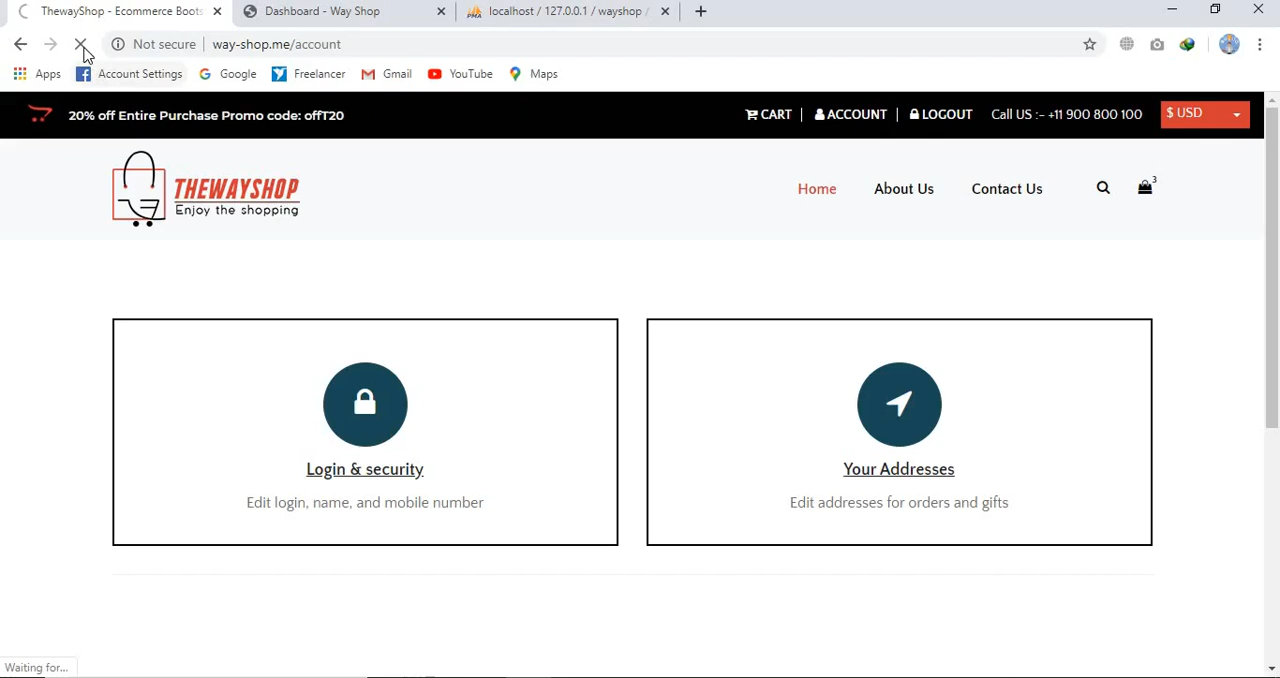 ThewayShop - Ecommerce Boots
Dashboard - Way Shop
localhost / 127.0.0.1 / wayshop /
Not secure
way-shop.me/account
Apps
Account Settings
Google
Freelancer
Gmail
YouTube
Maps
20% off Entire Purchase Promo code: offT20
CART
ACCOUNT
LOGOUT
Call US :- +11 900 800 100
$ USD
THEWAYSHOP
Enjoy the shopping
Home
About Us
Contact Us
3
Login & security
Edit login, name, and mobile number
Your Addresses
Edit addresses for orders and gifts
Waiting for...